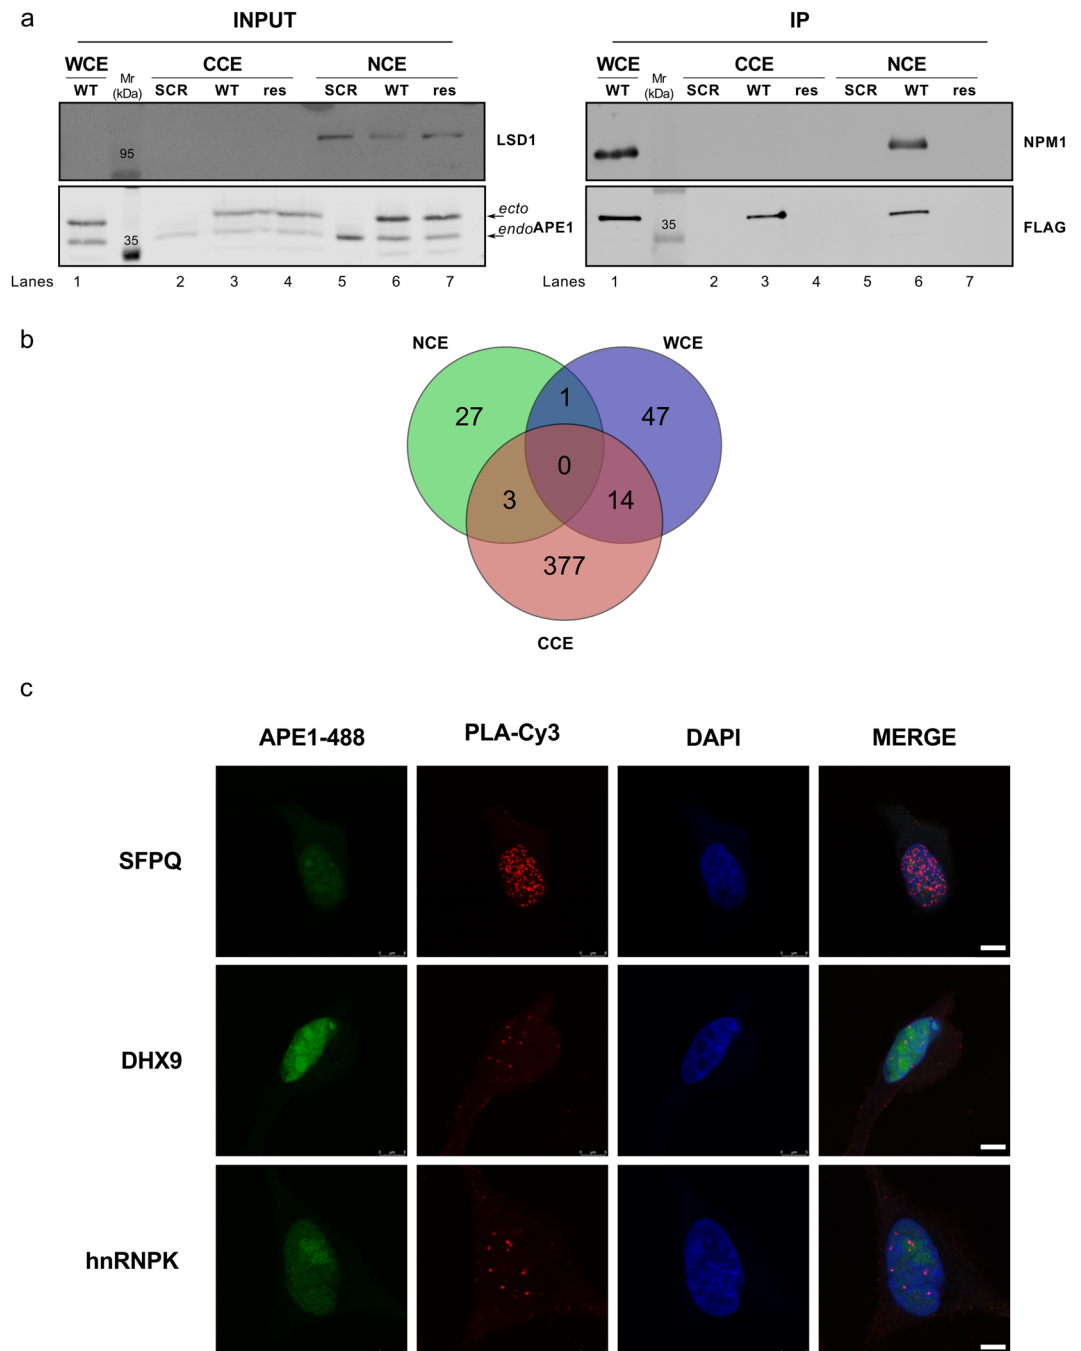 a
INPUT
IP
WCE
CCE
NCE
WT
Mr
(kDa)
SCR
WT
res
SCR
WT
res
95
LSD1
35
ecto
endo
APE1
Lanes
1
2
3
4
5
6
7
WCE
CCE
NCE
WT
Mr
(kDa)
SCR
WT
res
SCR
WT
res
NPM1
35
FLAG
Lanes
1
2
3
4
5
6
7
b
NCE
WCE
27
1
47
0
3
14
377
CCE
c
APE1-488
PLA-Cy3
DAPI
MERGE
SFPQ
DHX9
hnRNPK